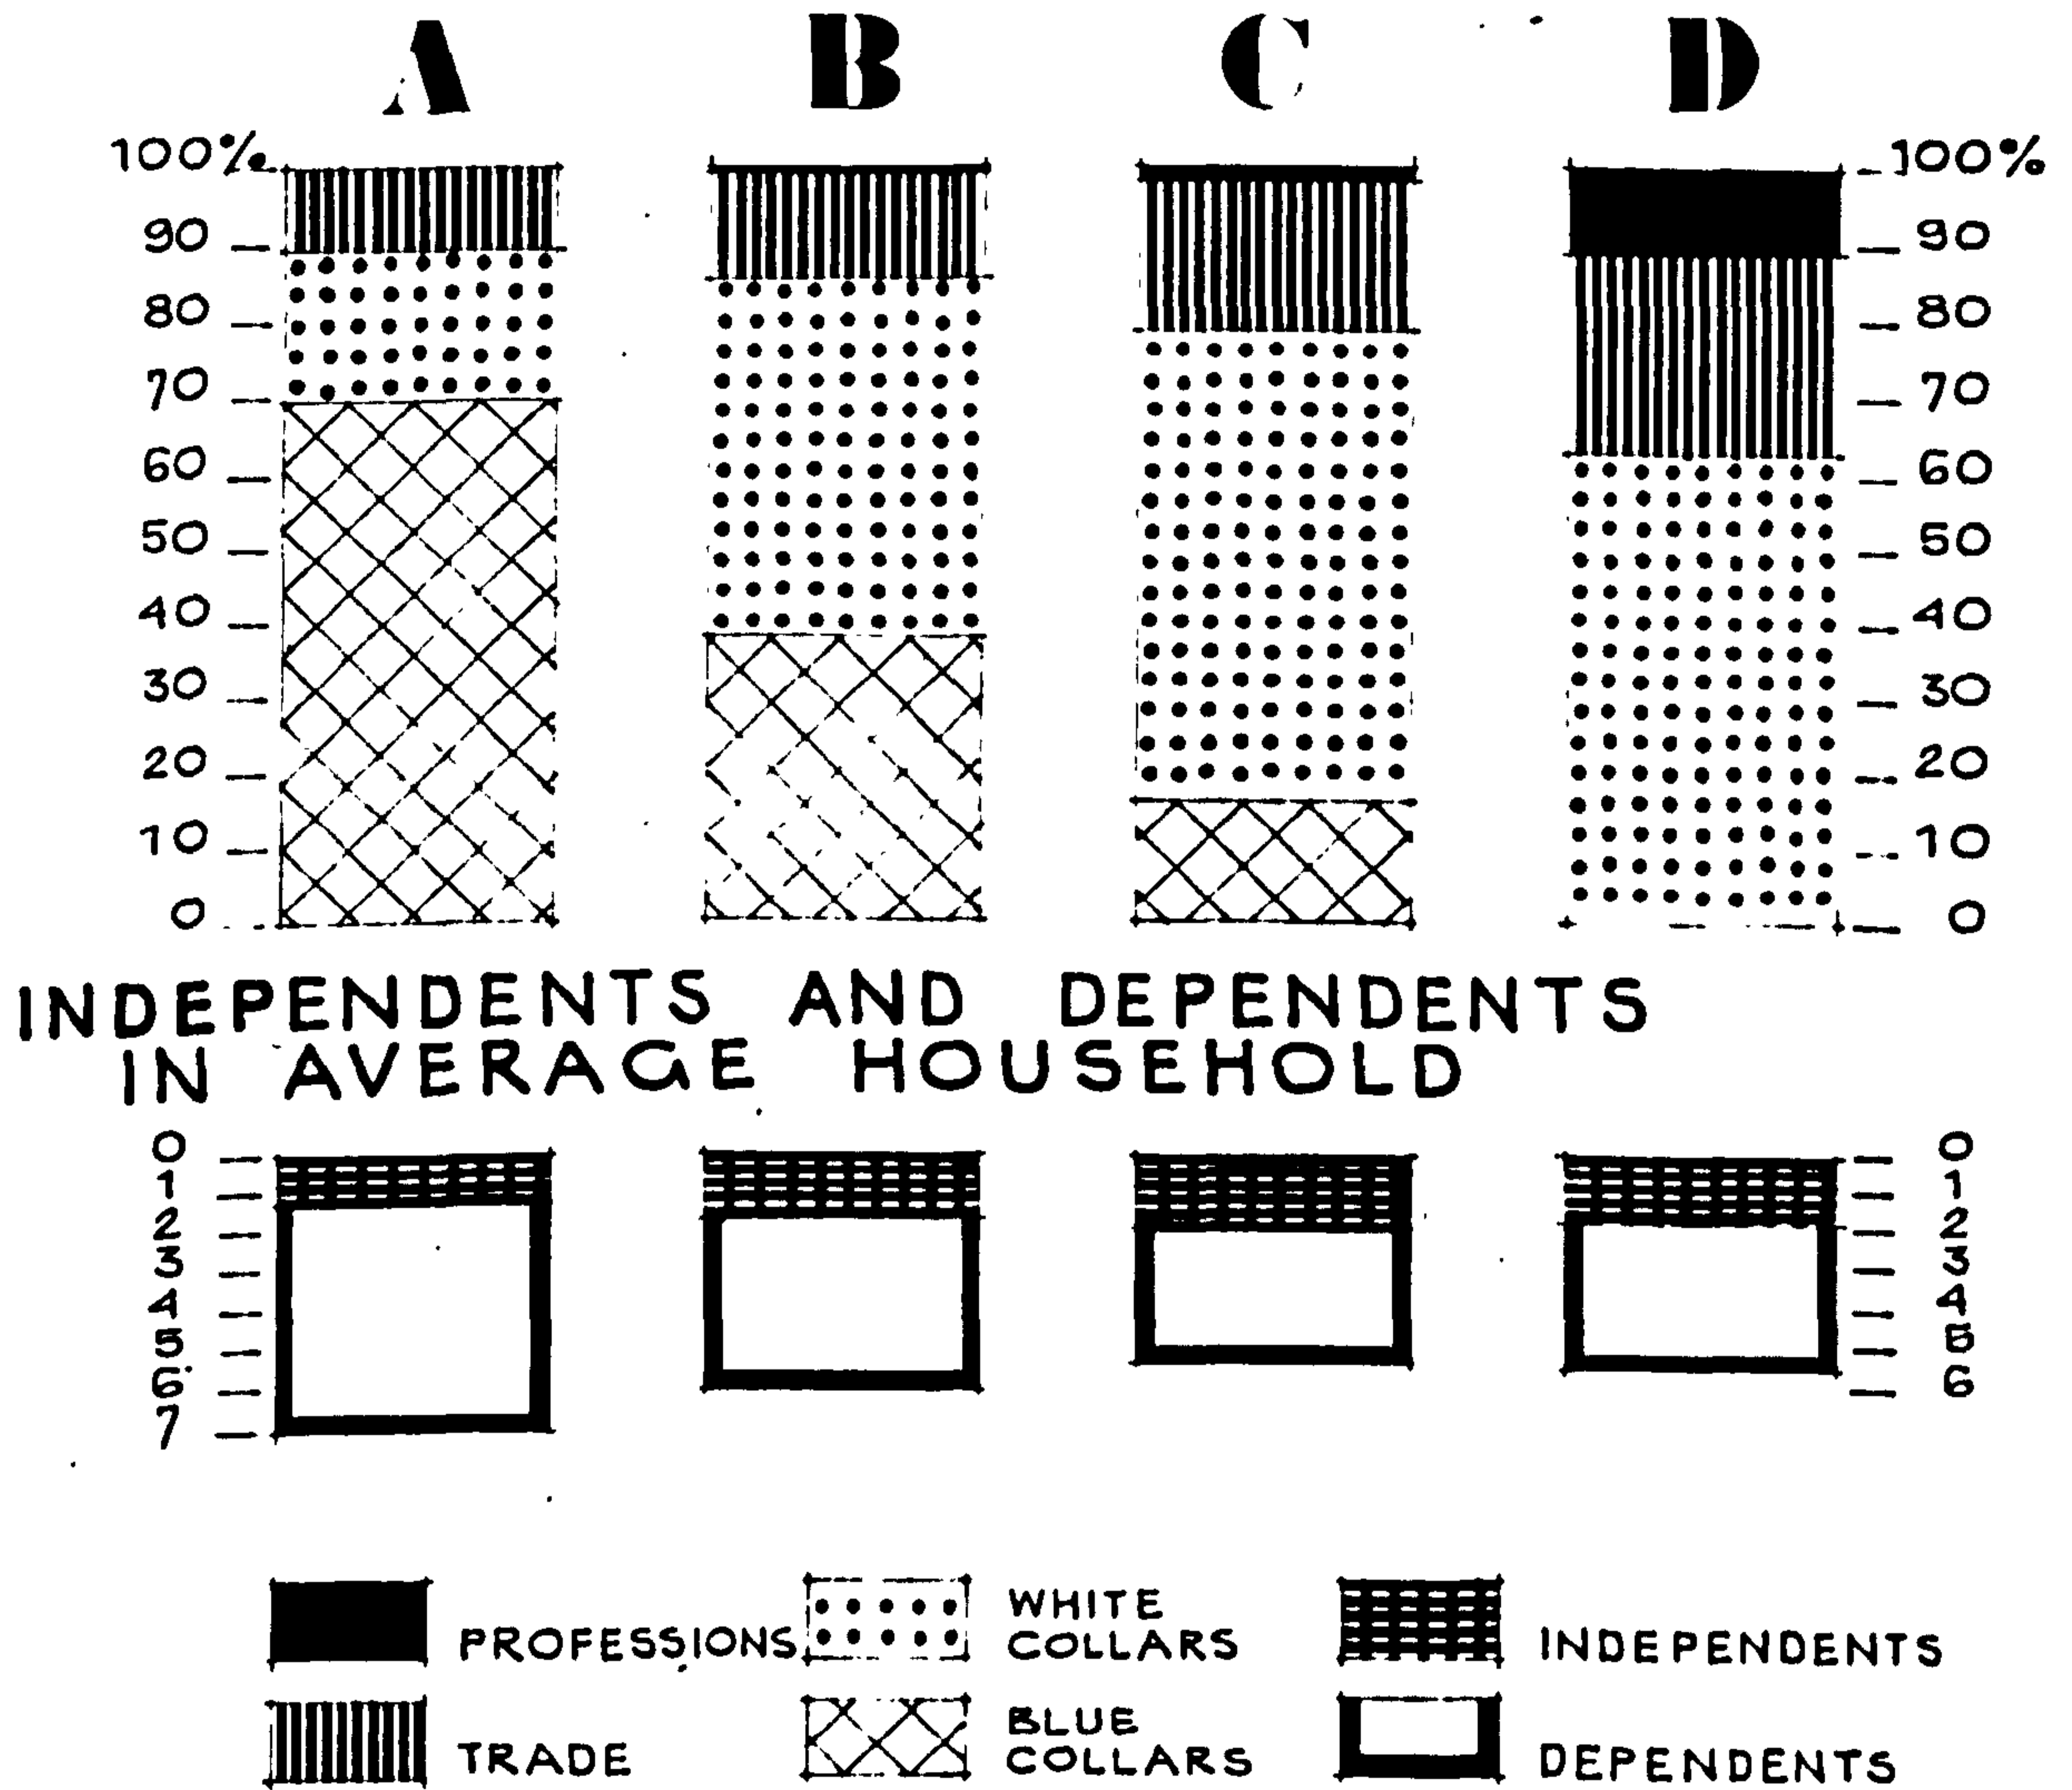 A B C D
100% 100%
90 90
80 80
70 70
60 60
50 50
40 40
30 30
20 20
10 10
0 0
INDEPENDENTS AND DEPENDENTS
IN AVERAGE HOUSEHOLD
0 0
1 1
2 2
3 3
4 4
5 5
6 6
7
PROFESSIONS
WHITE
COLLARS
INDEPENDENTS
TRADE
BLUE
COLLARS
DEPENDENTS